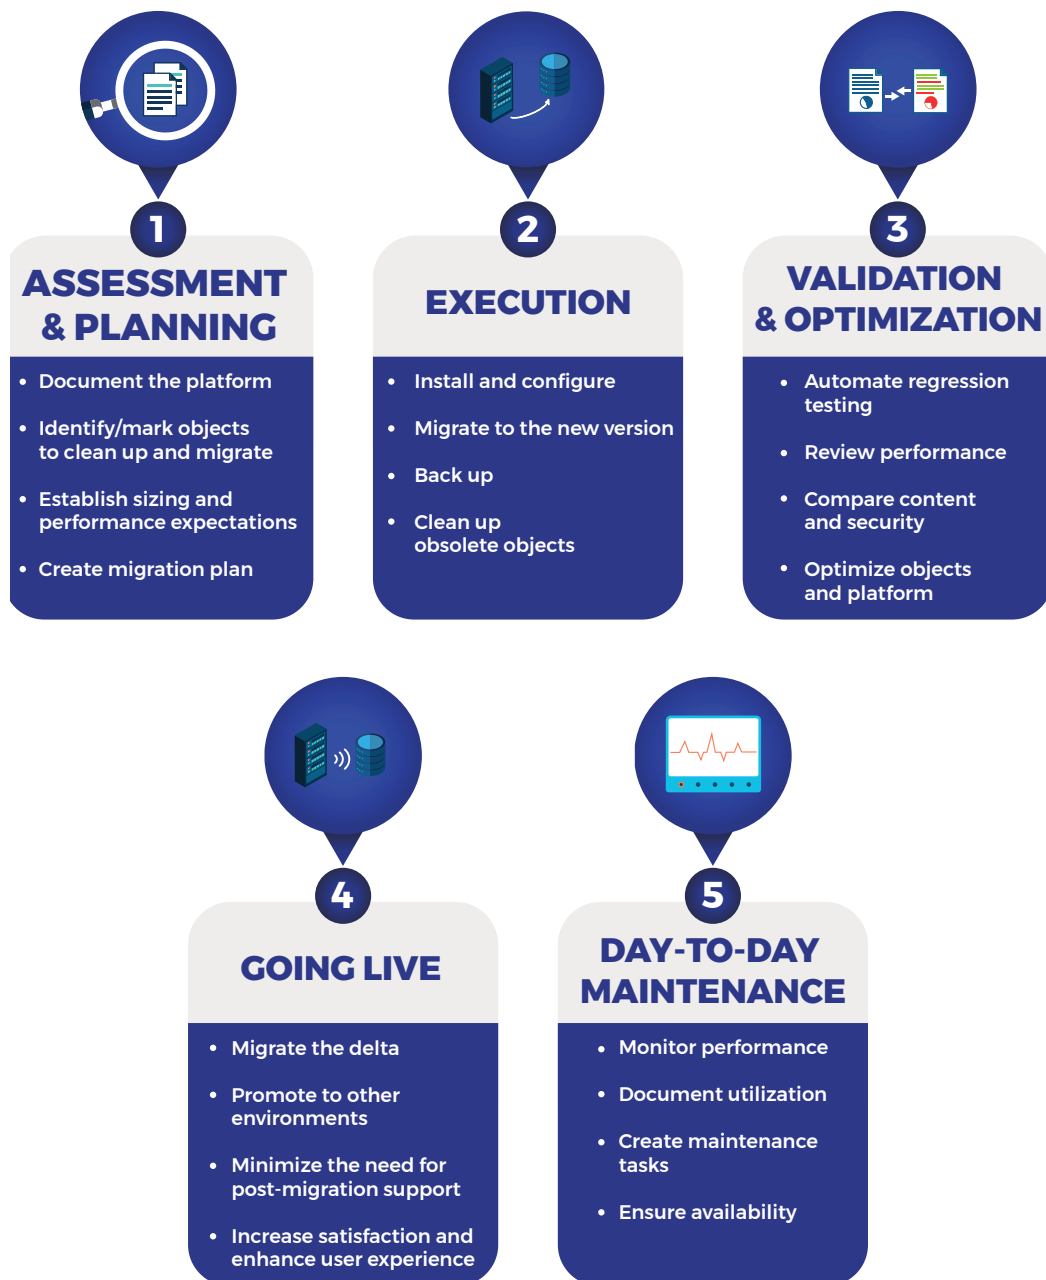 1
ASSESSMENT
& PLANNING
• Document the platform
• Identify/mark objects
to clean up and migrate
• Establish sizing and
performance expectations
• Create migration plan
2
EXECUTION
• Install and configure
• Migrate to the new version
• Back up
• Clean up
obsolete objects
3
VALIDATION
& OPTIMIZATION
• Automate regression
testing
• Review performance
• Compare content
and security
• Optimize objects
and platform
4
GOING LIVE
• Migrate the delta
• Promote to other
environments
• Minimize the need for
post-migration support
• Increase satisfaction and
enhance user experience
5
DAY-TO-DAY
MAINTENANCE
• Monitor performance
• Document utilization
• Create maintenance
tasks
• Ensure availability